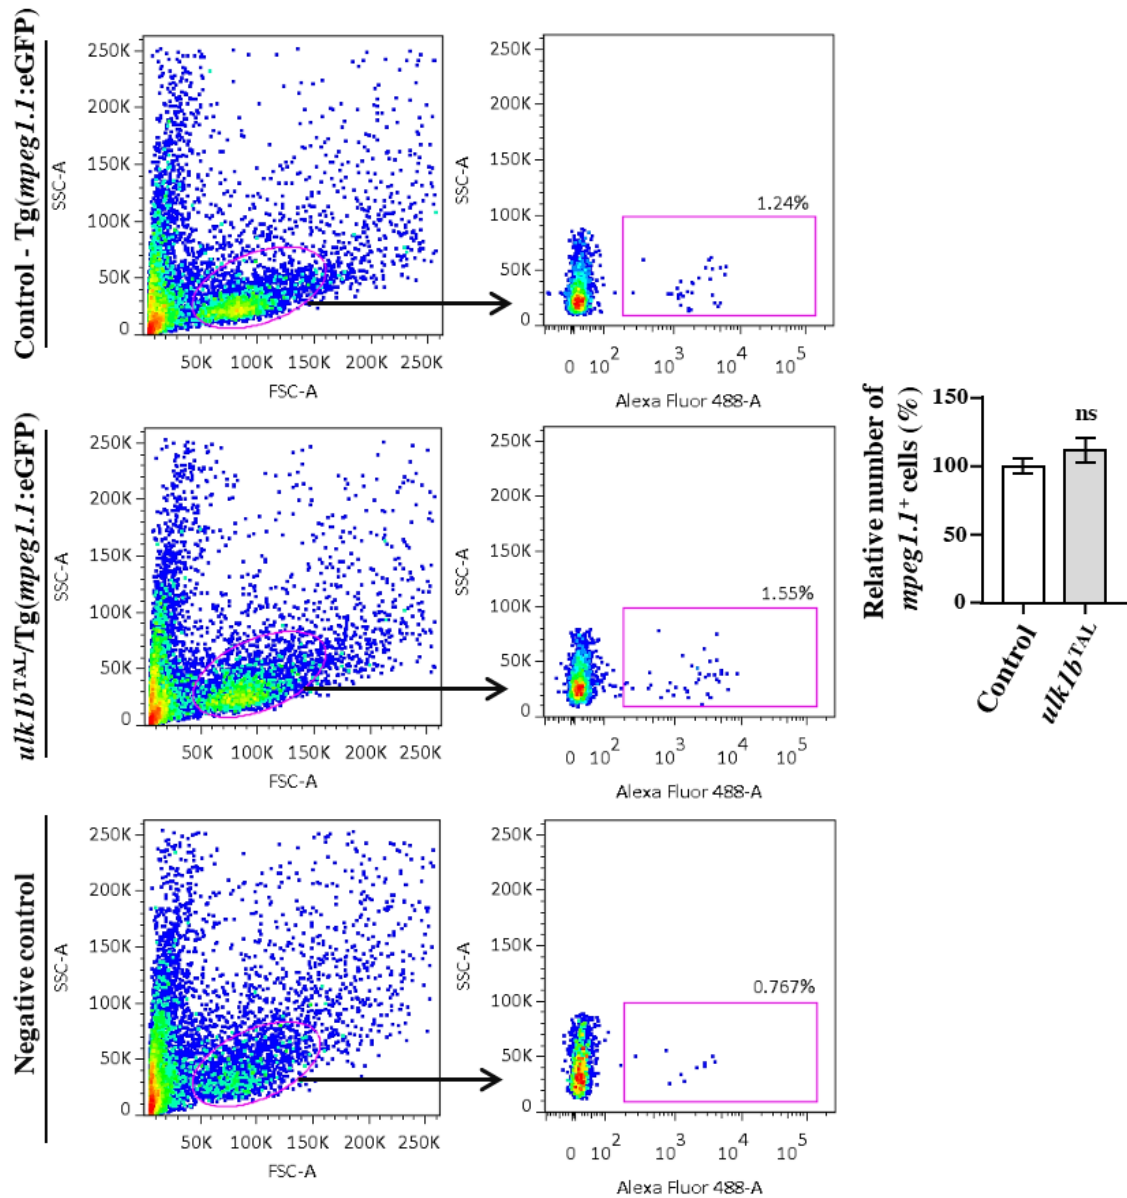 Control - Tg(mpeg1.1:eGFP)
250K
200K
150K
100K
50K
0
SSC-A
50K 100K 150K 200K 250K
FSC-A
250K
200K
150K
100K
50K
0
SSC-A
1.24%
0 10² 10³ 10⁴ 10⁵
Alexa Fluor 488-A
ulk1bᵀᴬᴸ/Tg(mpeg1.1:eGFP)
250K
200K
150K
100K
50K
0
SSC-A
50K 100K 150K 200K 250K
FSC-A
250K
200K
150K
100K
50K
0
SSC-A
1.55%
0 10² 10³ 10⁴ 10⁵
Alexa Fluor 488-A
Relative number of
mpeg1.1⁺ cells (%)
150
100
50
0
ns
Control
ulk1bᵀᴬᴸ
Negative control
250K
200K
150K
100K
50K
0
SSC-A
50K 100K 150K 200K 250K
FSC-A
250K
200K
150K
100K
50K
0
SSC-A
0.767%
0 10² 10³ 10⁴ 10⁵
Alexa Fluor 488-A